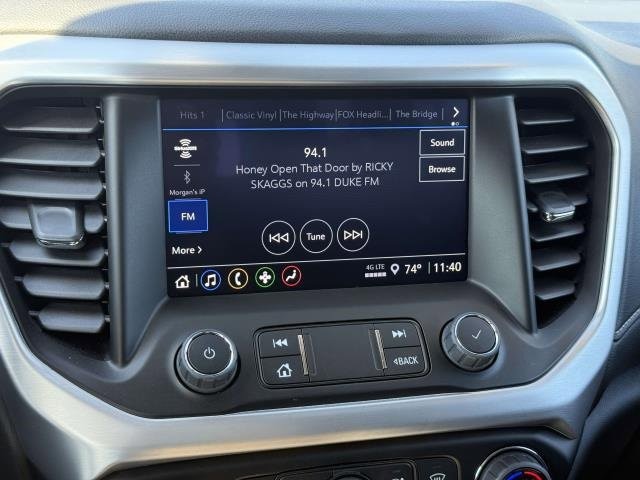 Hits 1 | Classic Vinyl | The Highway | FOX Headli... | The Bridge
SiriusXM
94.1
Sound
Honey Open That Door by RICKY
SKAGGS on 94.1 DUKE FM
Browse
Morgan's iP
FM
Tune
More >
4G LTE
74° | 11:40
<BACK